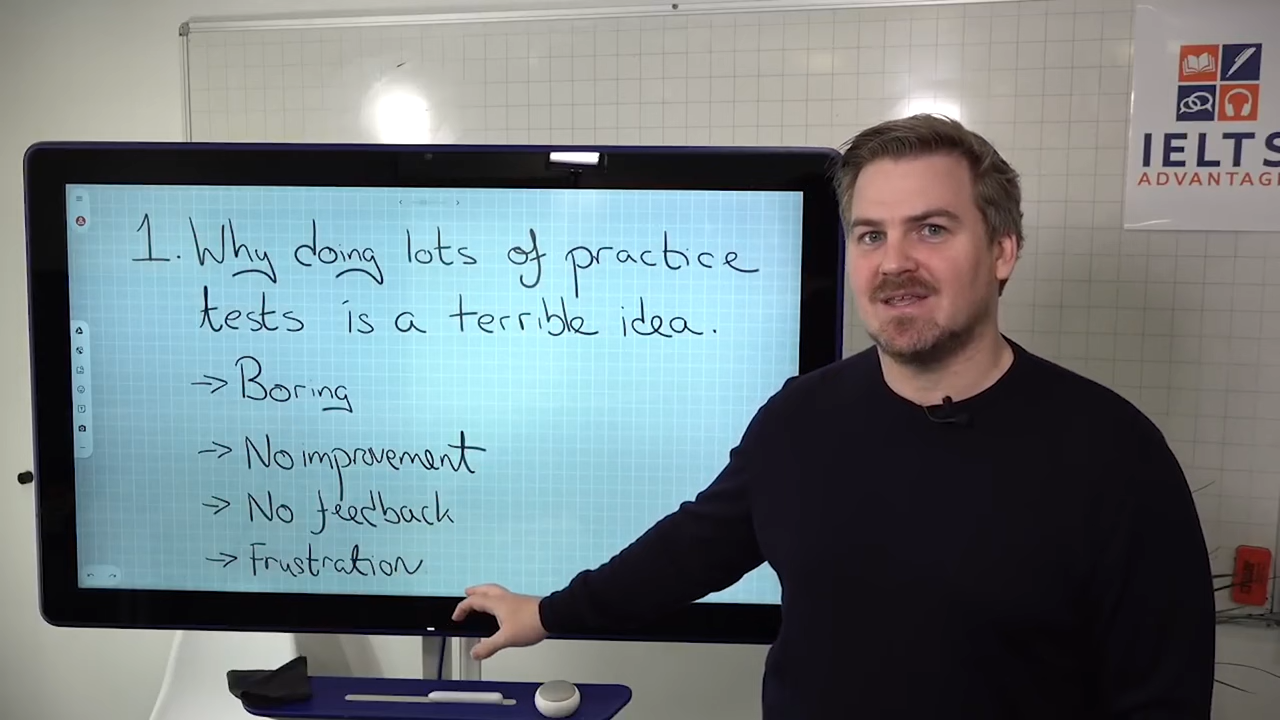 1. Why doing lots of practice
tests is a terrible idea.
→ Boring
→ No improvement
→ No feedback
→ Frustration
IELTS
ADVANTAGE